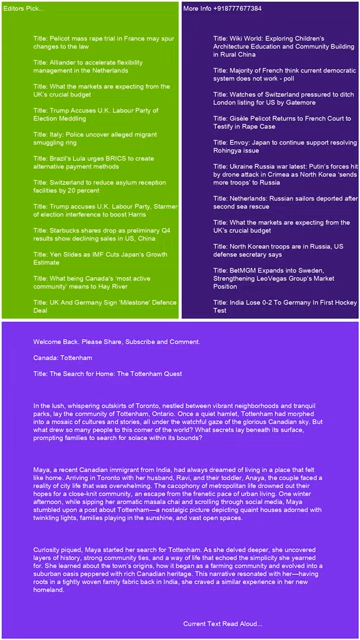 Editors Pick...
Title: Pelicot mass rape trial in France may spur
changes to the law
Title: Alliander to accelerate flexibility
management in the Netherlands
Title: What the markets are expecting from the
UK's crucial budget
Title: Trump Accuses U.K. Labour Party of
Election Meddling
Title: Italy: Police uncover alleged migrant
smuggling ring
Title: Brazil's Lula urges BRICS to create
alternative payment methods
Title: Switzerland to reduce asylum reception
facilities by 20 percent
Title: Trump accuses U.K. Labour Party, Starmer
of election interference to boost Harris
Title: Starbucks shares drop as preliminary Q4
results show declining sales in US, China
Title: Yen Slides as IMF Cuts Japan's Growth
Estimate
Title: What being Canada's 'most active
community' means to Hay River
Title: UK And Germany Sign 'Milestone' Defence
Deal
More Info +918777677384
Title: Wiki World: Exploring Children's
Architecture Education and Community Building
in Rural China
Title: Majority of French think current democratic
system does not work - poll
Title: Watches of Switzerland pressured to ditch
London listing for US by Gatemore
Title: Gisèle Pelicot Returns to French Court to
Testify in Rape Case
Title: Envoy: Japan to continue support resolving
Rohingya issue
Title: Ukraine Russia war latest: Putin's forces hit
by drone attack in Crimea as North Korea 'sends
more troops' to Russia
Title: Netherlands: Russian sailors deported after
second sea rescue
Title: What the markets are expecting from the
UK's crucial budget
Title: North Korean troops are in Russia, US
defense secretary says
Title: BetMGM Expands into Sweden,
Strengthening LeoVegas Group's Market
Position
Title: India Lose 0-2 To Germany In First Hockey
Test
Welcome Back. Please Share, Subscribe and Comment.
Canada: Tottenham
Title: The Search for Home: The Tottenham Quest
In the lush, whispering outskirts of Toronto, nestled between vibrant neighborhoods and tranquil
parks, lay the community of Tottenham, Ontario. Once a quiet hamlet, Tottenham had morphed
into a mosaic of cultures and stories, all under the watchful gaze of the glorious Canadian sky. But
what drew so many people to this corner of the world? What secrets lay beneath its surface,
prompting families to search for solace within its bounds?
Maya, a recent Canadian immigrant from India, had always dreamed of living in a place that felt
like home. Arriving in Toronto with her husband, Ravi, and their toddler, Anaya, the couple faced a
reality of city life that was overwhelming. The cacophony of metropolitan life drowned out their
hopes for a close-knit community, an escape from the frenetic pace of urban living. One winter
afternoon, while sipping her aromatic masala chai and scrolling through social media, Maya
stumbled upon a post about Tottenham—a nostalgic picture depicting quaint houses adorned with
twinkling lights, families playing in the sunshine, and vast open spaces.
Curiosity piqued, Maya started her search for Tottenham. As she delved deeper, she uncovered
layers of history, strong community ties, and a way of life that echoed the simplicity she yearned
for. She learned about the town's origins, how it began as a farming community and evolved into a
suburban oasis peppered with rich Canadian heritage. This narrative resonated with her—having
roots in a tightly woven family fabric back in India, she craved a similar experience in her new
homeland.
Current Text Read Aloud...